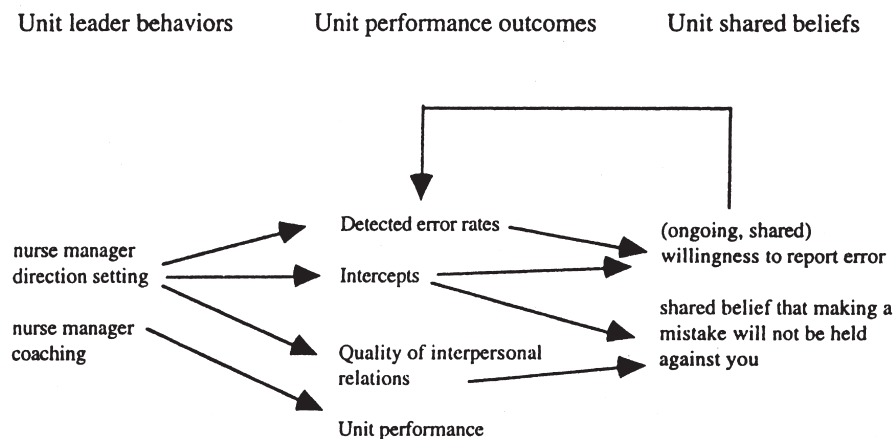 Unit leader behaviors
Unit performance outcomes
Unit shared beliefs
Detected error rates
(ongoing, shared)
willingness to report error
nurse manager
direction setting
Intercepts
shared belief that making a
mistake will not be held
against you
nurse manager
coaching
Quality of interpersonal
relations
Unit performance